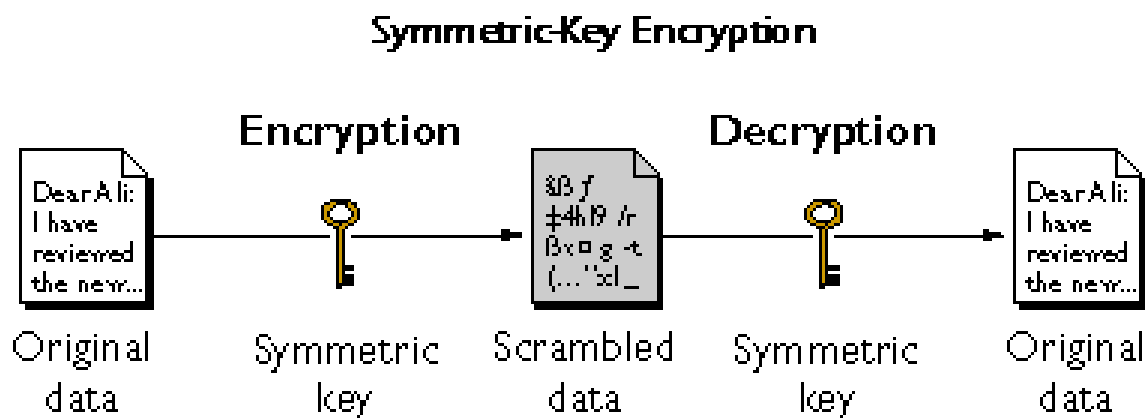 Symmetric-Key Encryption
Encryption
Decryption
Dear Ali:
I have
reviewed
the new...
Dear Ali:
I have
reviewed
the new...
Original
data
Symmetric
key
Scrambled
data
Symmetric
key
Original
data